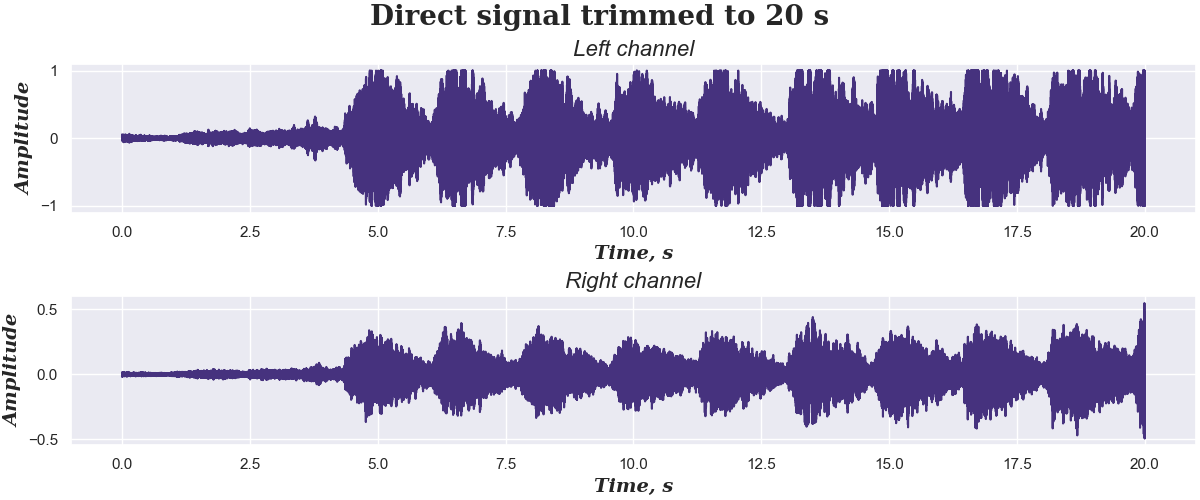 Direct signal trimmed to 20 s
Left channel
1
0
−1
Amplitude
0.0 2.5 5.0 7.5 10.0 12.5 15.0 17.5 20.0
Time, s
Right channel
0.5
0.0
−0.5
Amplitude
0.0 2.5 5.0 7.5 10.0 12.5 15.0 17.5 20.0
Time, s